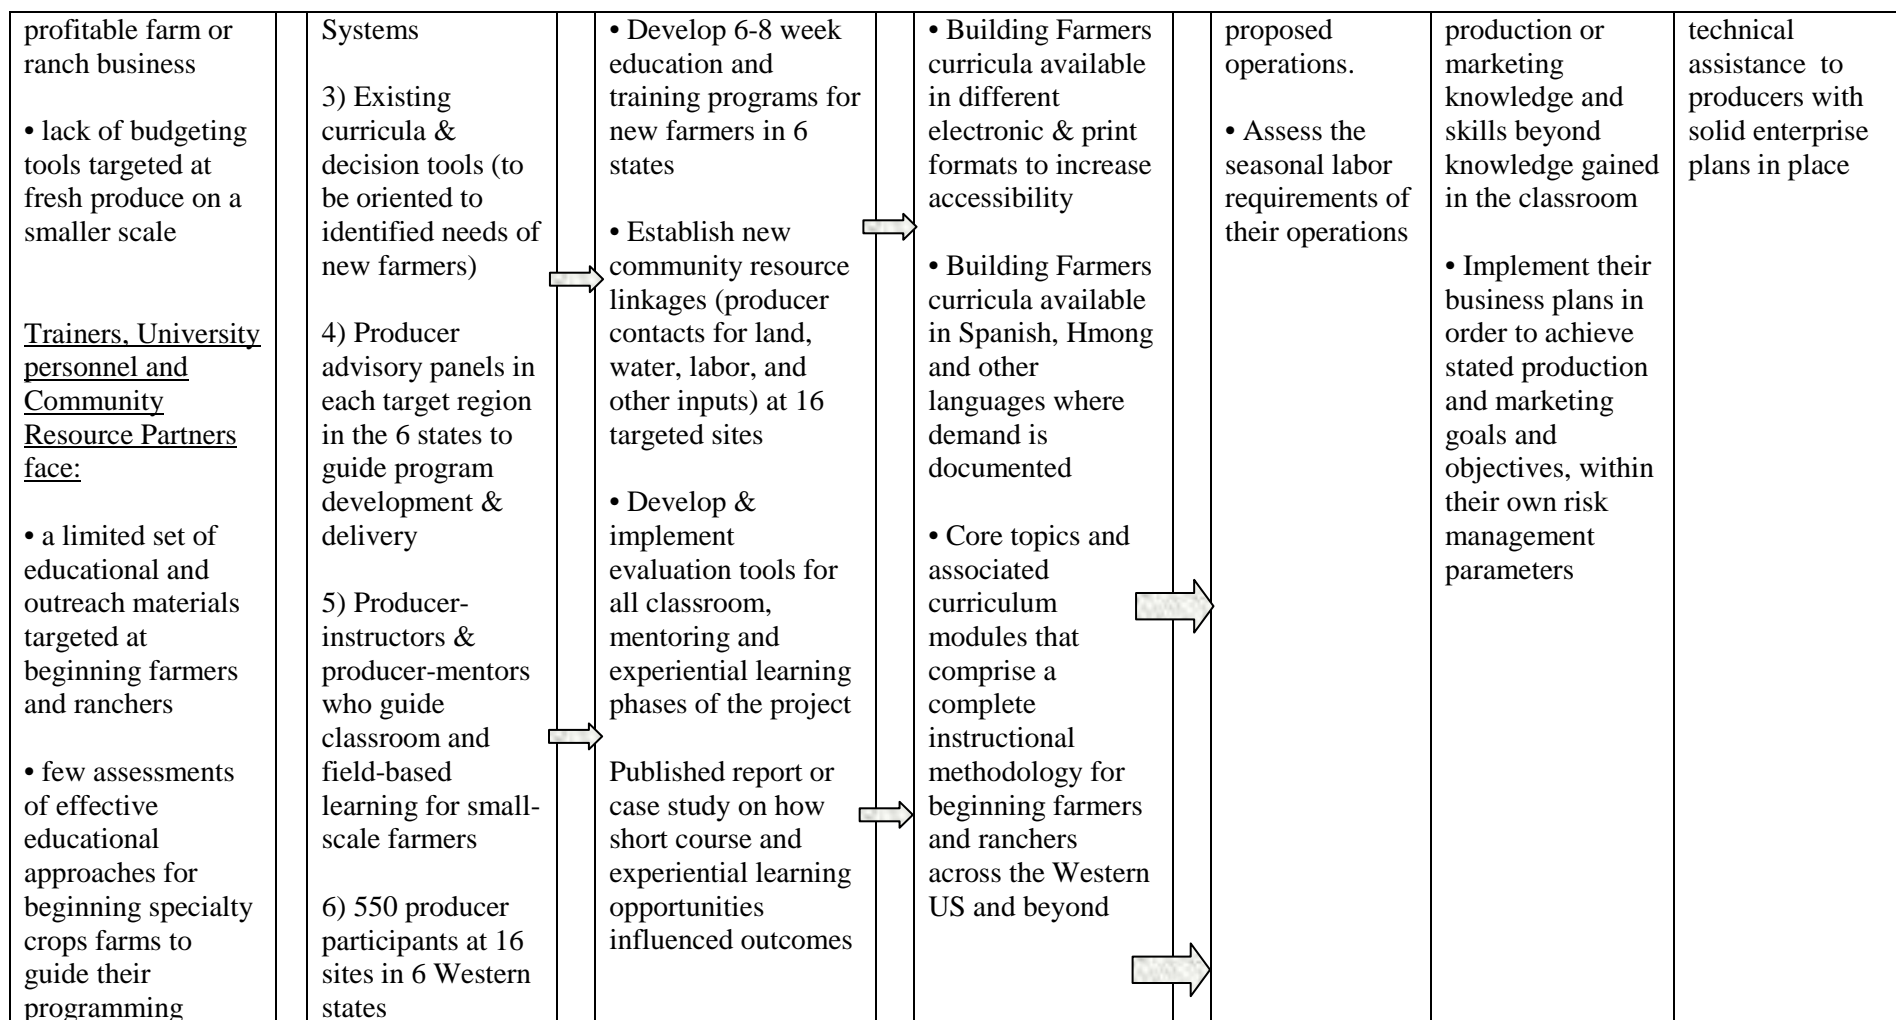 profitable farm or
ranch business
• lack of budgeting
tools targeted at
fresh produce on a
smaller scale
Trainers, University
personnel and
Community
Resource Partners
face:
• a limited set of
educational and
outreach materials
targeted at
beginning farmers
and ranchers
• few assessments
of effective
educational
approaches for
beginning specialty
crops farms to
guide their
programming
Systems
3) Existing
curricula &
decision tools (to
be oriented to
identified needs of
new farmers)
4) Producer
advisory panels in
each target region
in the 6 states to
guide program
development &
delivery
5) Producer-
instructors &
producer-mentors
who guide
classroom and
field-based
learning for small-
scale farmers
6) 550 producer
participants at 16
sites in 6 Western
states
• Develop 6-8 week
education and
training programs for
new farmers in 6
states
• Establish new
community resource
linkages (producer
contacts for land,
water, labor, and
other inputs) at 16
targeted sites
• Develop &
implement
evaluation tools for
all classroom,
mentoring and
experiential learning
phases of the project
Published report or
case study on how
short course and
experiential learning
opportunities
influenced outcomes
• Building Farmers
curricula available
in different
electronic & print
formats to increase
accessibility
• Building Farmers
curricula available
in Spanish, Hmong
and other
languages where
demand is
documented
• Core topics and
associated
curriculum
modules that
comprise a
complete
instructional
methodology for
beginning farmers
and ranchers
across the Western
US and beyond
proposed
operations.
• Assess the
seasonal labor
requirements of
their operations
production or
marketing
knowledge and
skills beyond
knowledge gained
in the classroom
• Implement their
business plans in
order to achieve
stated production
and marketing
goals and
objectives, within
their own risk
management
parameters
technical
assistance to
producers with
solid enterprise
plans in place